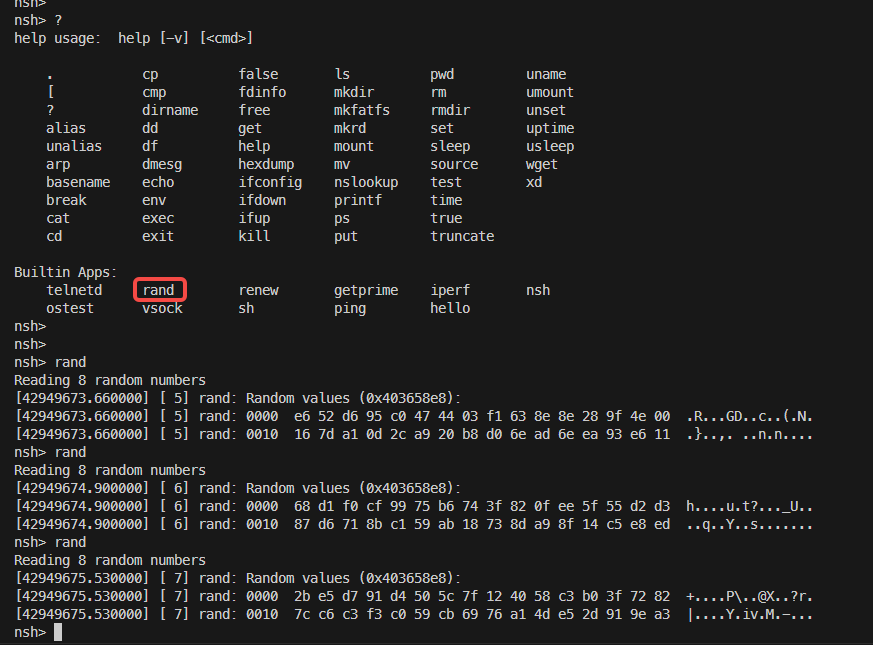 nsh>
nsh> ?
help usage:  help [-v] [<cmd>]
    .           cp          false       ls          pwd         uname
    [           cmp         fdinfo      mkdir       rm          umount
    ?           dirname     free        mkfatfs     rmdir       unset
    alias       dd          get         mkrd        set         uptime
    unalias     df          help        mount       sleep       usleep
    arp         dmesg       hexdump     mv          source      wget
    basename    echo        ifconfig    nslookup    test        xd
    break       env         ifdown      printf      time
    cat         exec        ifup        ps          true
    cd          exit        kill        put         truncate
Builtin Apps:
    telnetd     rand        renew       getprime    iperf       nsh
    ostest      vsock       sh          ping        hello
nsh>
nsh>
nsh> rand
Reading 8 random numbers
[42949673.660000] [ 5] rand: Random values (0x403658e8):
[42949673.660000] [ 5] rand: 0000  e6 52 d6 95 c0 47 44 03 f1 63 8e 8e 28 9f 4e 00  .R...GD..c..(.N.
[42949673.660000] [ 5] rand: 0010  16 7d a1 0d 2c a9 20 b8 d0 6e ad 6e ea 93 e6 11  .}..,. ..n.n....
nsh> rand
Reading 8 random numbers
[42949674.900000] [ 6] rand: Random values (0x403658e8):
[42949674.900000] [ 6] rand: 0000  68 d1 f0 cf 99 75 b6 74 3f 82 0f ee 5f 55 d2 d3  h....u.t?..._U..
[42949674.900000] [ 6] rand: 0010  87 d6 71 8b c1 59 ab 18 73 8d a9 8f 14 c5 e8 ed  ..q..Y..s.......
nsh> rand
Reading 8 random numbers
[42949675.530000] [ 7] rand: Random values (0x403658e8):
[42949675.530000] [ 7] rand: 0000  2b e5 d7 91 d4 50 5c 7f 12 40 58 c3 b0 3f 72 82  +....P\..@X..?r.
[42949675.530000] [ 7] rand: 0010  7c c6 c3 f3 c0 59 cb 69 76 a1 4d e5 2d 91 9e a3  |....Y.iv.M.-...
nsh>